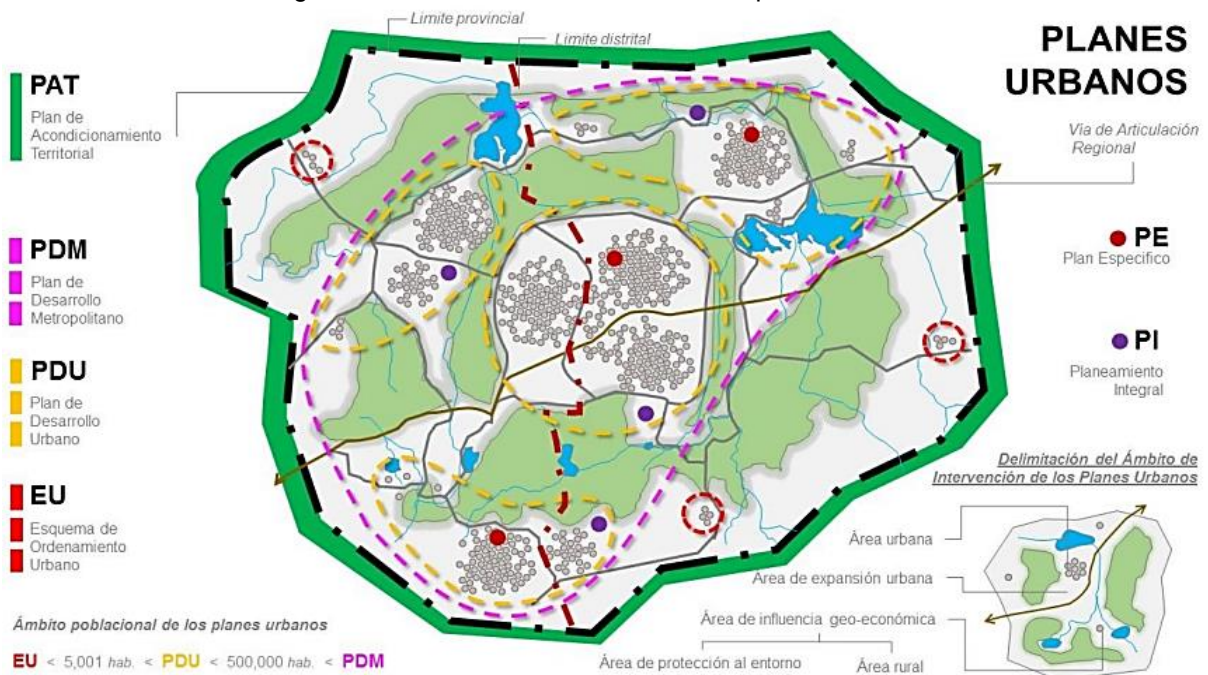 Limite provincial
Limite distrital
PLANES
URBANOS
PAT
Plan de
Acondicionamiento
Territorial
Vía de Articulación
Regional
PDM
Plan de
Desarrollo
Metropolitano
PE
Plan Especifico
PDU
Plan de
Desarrollo
Urbano
PI
Planeamiento
Integral
EU
Esquema de
Ordenamiento
Urbano
Delimitación del Ámbito de
Intervención de los Planes Urbanos
Área urbana
Área de expansión urbana
Área de influencia geo-económica
Área de protección al entorno
Área rural
Ámbito poblacional de los planes urbanos
EU < 5,001 hab. < PDU < 500,000 hab. < PDM